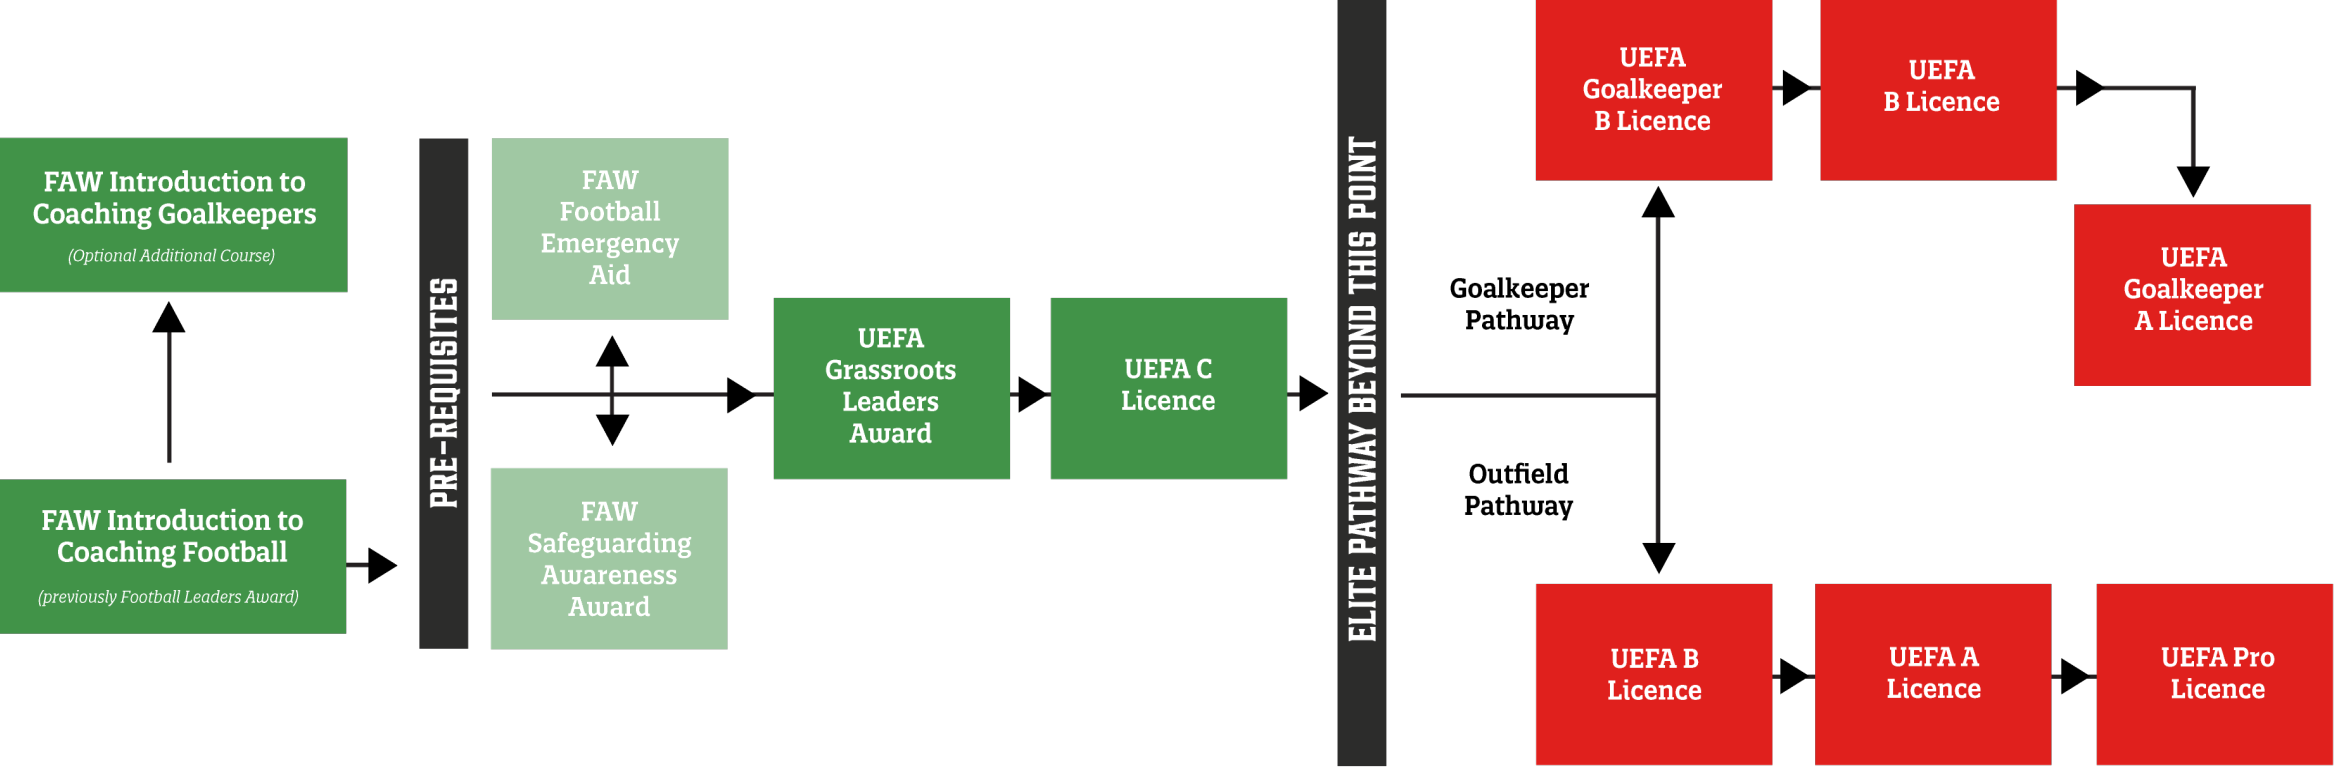 FAW Introduction to
Coaching Goalkeepers
(Optional Additional Course)
FAW Introduction to
Coaching Football
(previously Football Leaders Award)
PRE-REQUISITES
FAW
Football
Emergency
Aid
FAW
Safeguarding
Awareness
Award
UEFA
Grassroots
Leaders
Award
UEFA C
Licence
ELITE PATHWAY BEYOND THIS POINT
Goalkeeper
Pathway
Outfield
Pathway
UEFA
Goalkeeper
B Licence
UEFA
B Licence
UEFA
Goalkeeper
A Licence
UEFA B
Licence
UEFA A
Licence
UEFA Pro
Licence